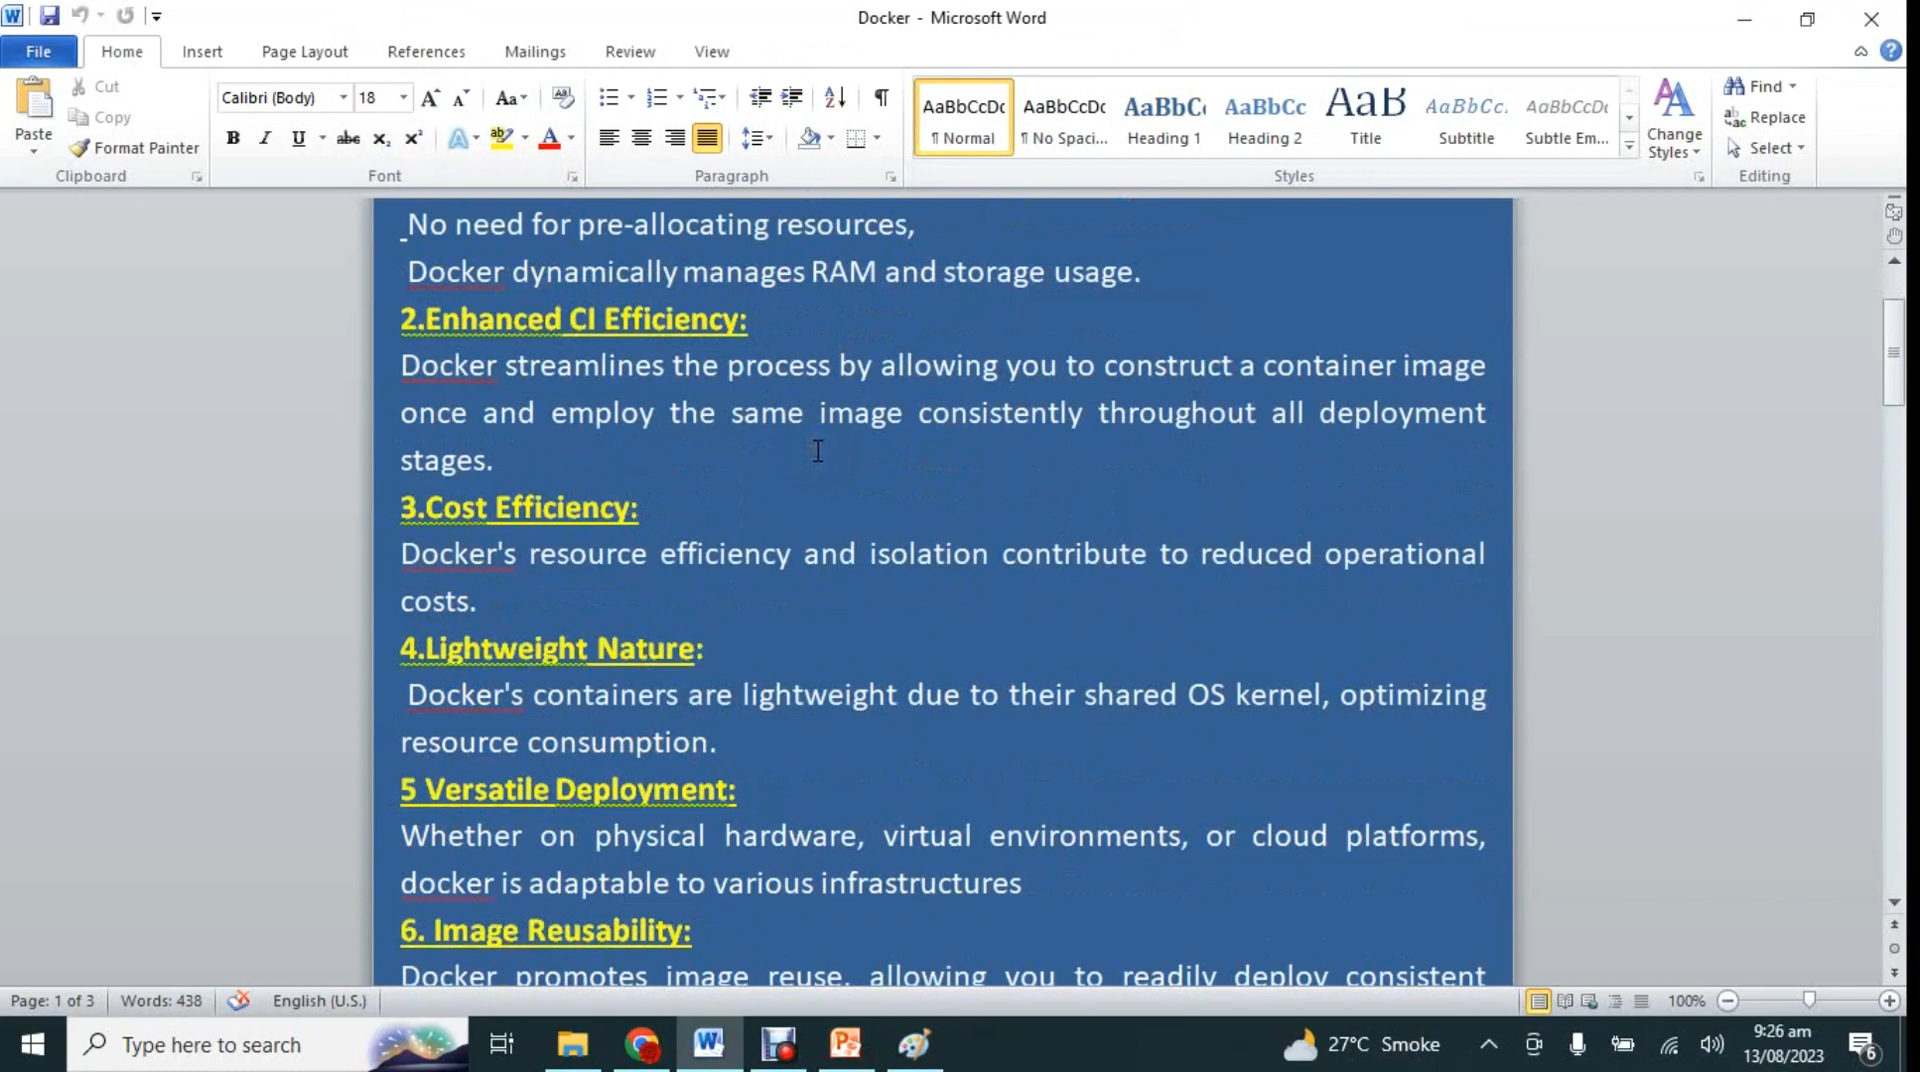 Docker - Microsoft Word
File Home Insert Page Layout References Mailings Review View
Cut
Copy
Format Painter
Paste
Clipboard
Calibri (Body) 18
Font
Paragraph
AaBbCcDc AaBbCcDc AaBbC AaBbCc AaB AaBbCc. AaBbCcDc
¶ Normal ¶ No Spaci... Heading 1 Heading 2 Title Subtitle Subtle Em...
Change
Styles
Styles
Find
Replace
Select
Editing
No need for pre-allocating resources,
Docker dynamically manages RAM and storage usage.
2.Enhanced CI Efficiency:
Docker streamlines the process by allowing you to construct a container image
once and employ the same image consistently throughout all deployment
stages.
3.Cost Efficiency:
Docker's resource efficiency and isolation contribute to reduced operational
costs.
4.Lightweight Nature:
Docker's containers are lightweight due to their shared OS kernel, optimizing
resource consumption.
5 Versatile Deployment:
Whether on physical hardware, virtual environments, or cloud platforms,
docker is adaptable to various infrastructures
6. Image Reusability:
Docker promotes image reuse, allowing you to readily deploy consistent
Page: 1 of 3 Words: 438 English (U.S.) 100%
Type here to search
27°C Smoke
9:26 am
13/08/2023
6